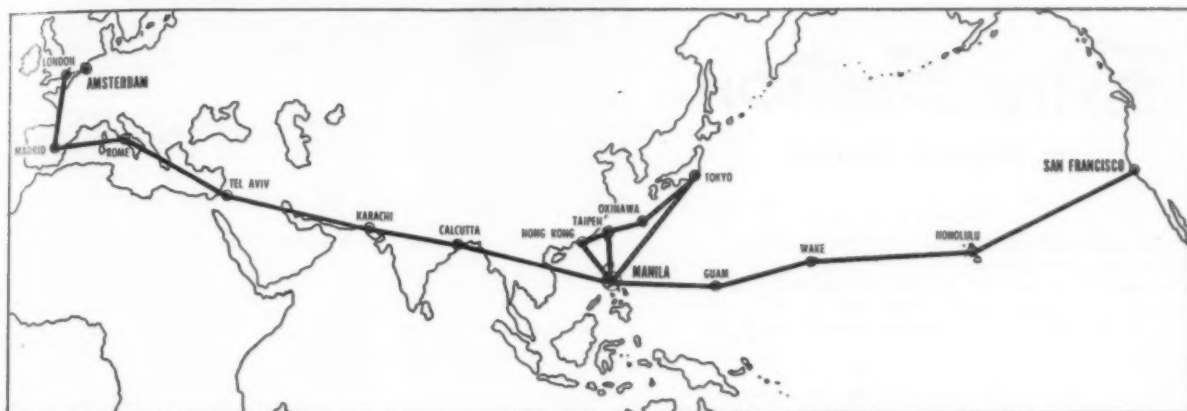 LONDON
AMSTERDAM
MADRID
ROME
TEL AVIV
KARACHI
CALCUTTA
HONG KONG
TAIPEH
OKINAWA
TOKYO
MANILA
GUAM
WAKE
HONOLULU
SAN FRANCISCO